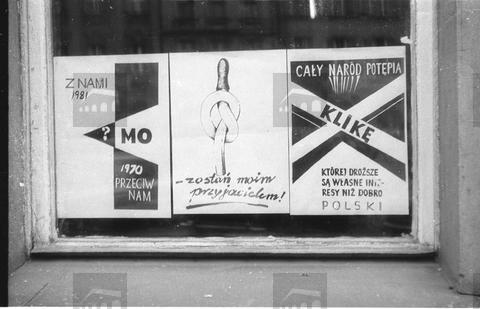 Z NAMI
1981
?
MO
1970
PRZECIW
NAM
- zostań moim
przyjacielem!
CAŁY NARÓD POTĘPIA
KLIKĘ
KTÓREJ DROŻSZE
SĄ WŁASNE INTE-
RESY NIŻ DOBRO
POLSKI